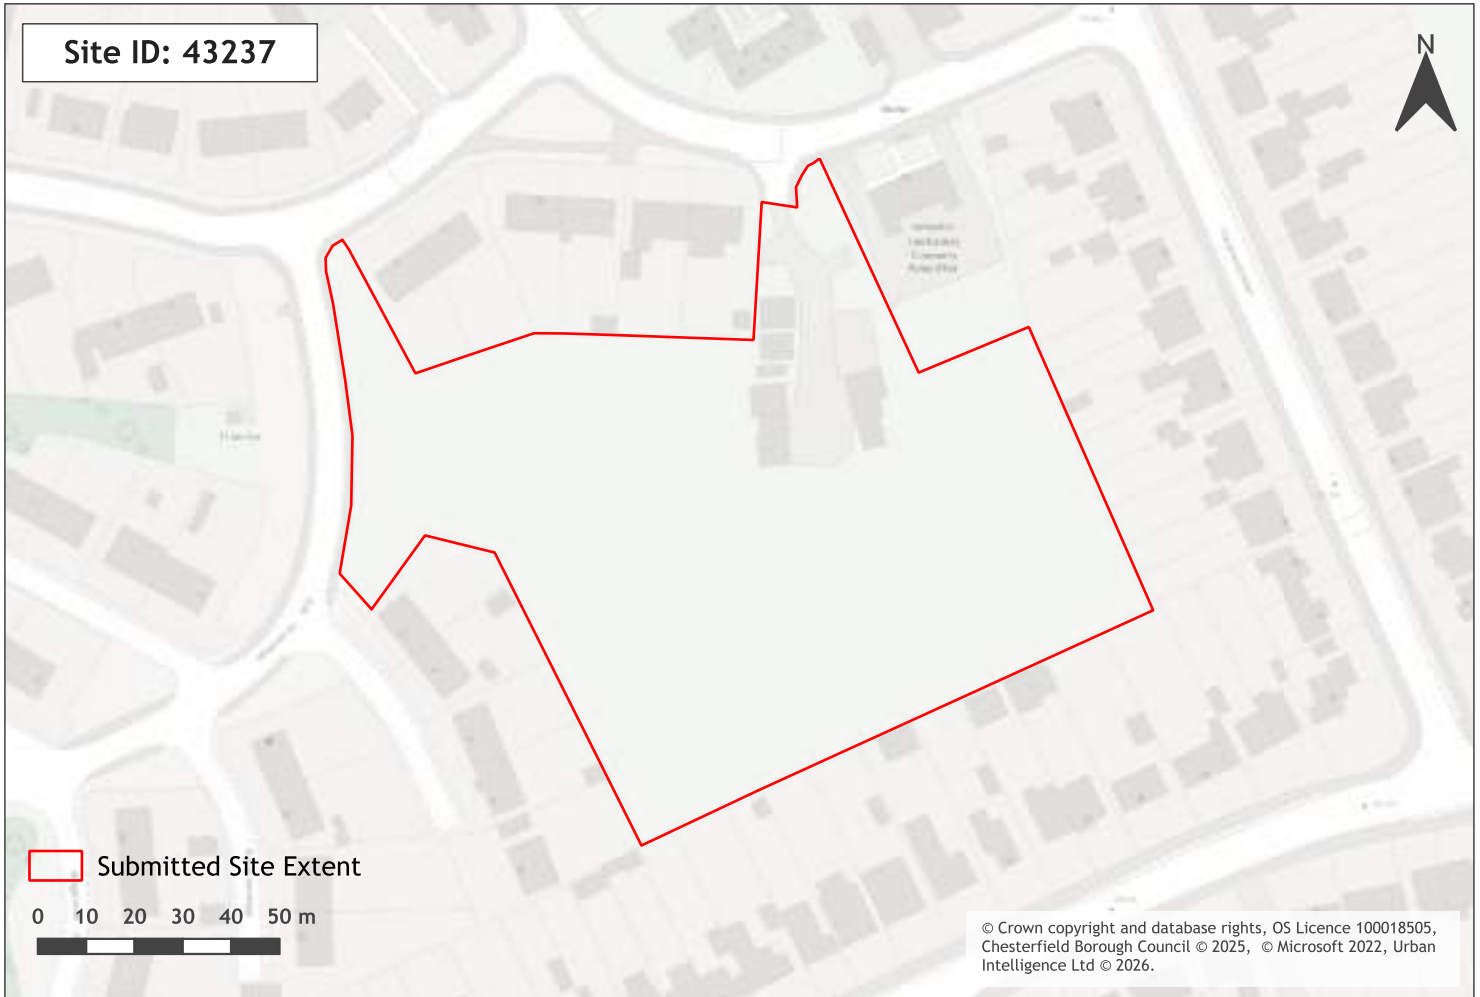 Site ID: 43237
N
Submitted Site Extent
0 10 20 30 40 50 m
© Crown copyright and database rights, OS Licence 100018505,
Chesterfield Borough Council © 2025, © Microsoft 2022, Urban
Intelligence Ltd © 2026.